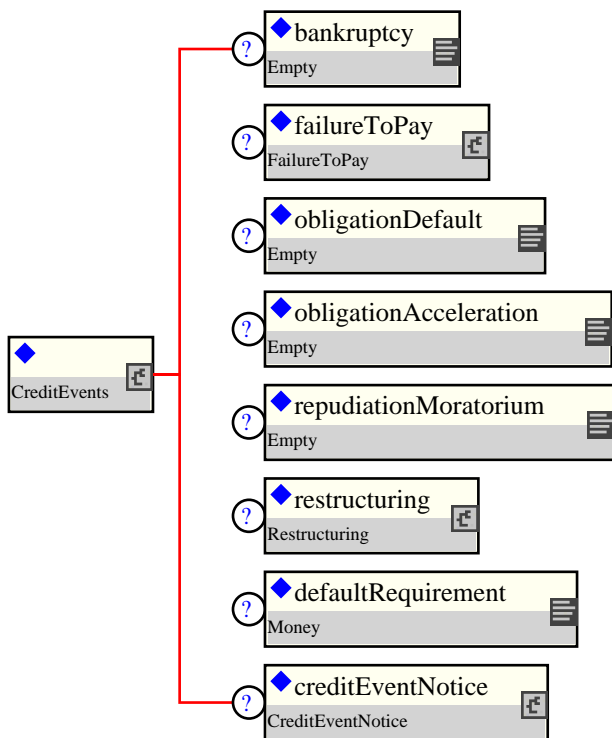 ? bankruptcy
Empty
? failureToPay
FailureToPay
? obligationDefault
Empty
? obligationAcceleration
Empty
CreditEvents
? repudiationMoratorium
Empty
? restructuring
Restructuring
? defaultRequirement
Money
? creditEventNotice
CreditEventNotice